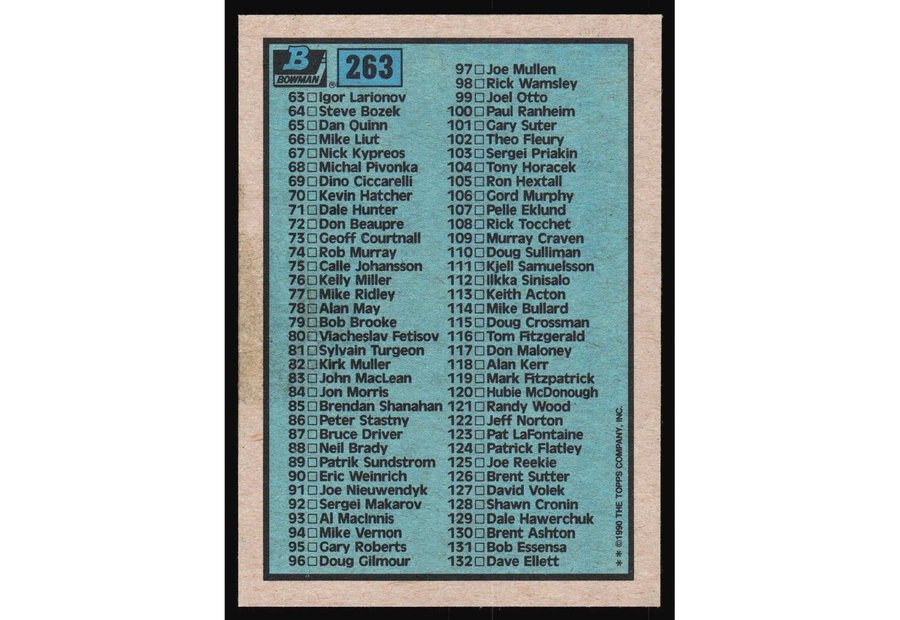 B
BOWMAN
®
263
63 Igor Larionov
64 Steve Bozek
65 Dan Quinn
66 Mike Liut
67 Nick Kypreos
68 Michal Pivonka
69 Dino Ciccarelli
70 Kevin Hatcher
71 Dale Hunter
72 Don Beaupre
73 Geoff Courtnall
74 Rob Murray
75 Calle Johansson
76 Kelly Miller
77 Mike Ridley
78 Alan May
79 Bob Brooke
80 Viacheslav Fetisov
81 Sylvain Turgeon
82 Kirk Muller
83 John MacLean
84 Jon Morris
85 Brendan Shanahan
86 Peter Stastny
87 Bruce Driver
88 Neil Brady
89 Patrik Sundstrom
90 Eric Weinrich
91 Joe Nieuwendyk
92 Sergei Makarov
93 Al MacInnis
94 Mike Vernon
95 Gary Roberts
96 Doug Gilmour
97 Joe Mullen
98 Rick Wamsley
99 Joel Otto
100 Paul Ranheim
101 Gary Suter
102 Theo Fleury
103 Sergei Priakin
104 Tony Horacek
105 Ron Hextall
106 Gord Murphy
107 Pelle Eklund
108 Rick Tocchet
109 Murray Craven
110 Doug Sulliman
111 Kjell Samuelsson
112 Ilkka Sinisalo
113 Keith Acton
114 Mike Bullard
115 Doug Crossman
116 Tom Fitzgerald
117 Don Maloney
118 Alan Kerr
119 Mark Fitzpatrick
120 Hubie McDonough
121 Randy Wood
122 Jeff Norton
123 Pat LaFontaine
124 Patrick Flatley
125 Joe Reekie
126 Brent Sutter
127 David Volek
128 Shawn Cronin
129 Dale Hawerchuk
130 Brent Ashton
131 Bob Essensa
132 Dave Ellett
* * ©1990 THE TOPPS COMPANY, INC.